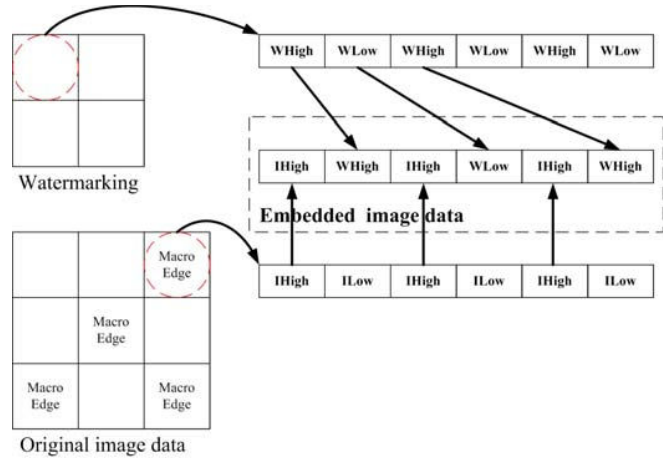 WHigh WLow WHigh WLow WHigh WLow
Watermarking
IHigh WHigh IHigh WLow IHigh WHigh
Embedded image data
Macro
Edge
IHigh ILow IHigh ILow IHigh ILow
Macro
Edge
Macro
Edge
Macro
Edge
Original image data